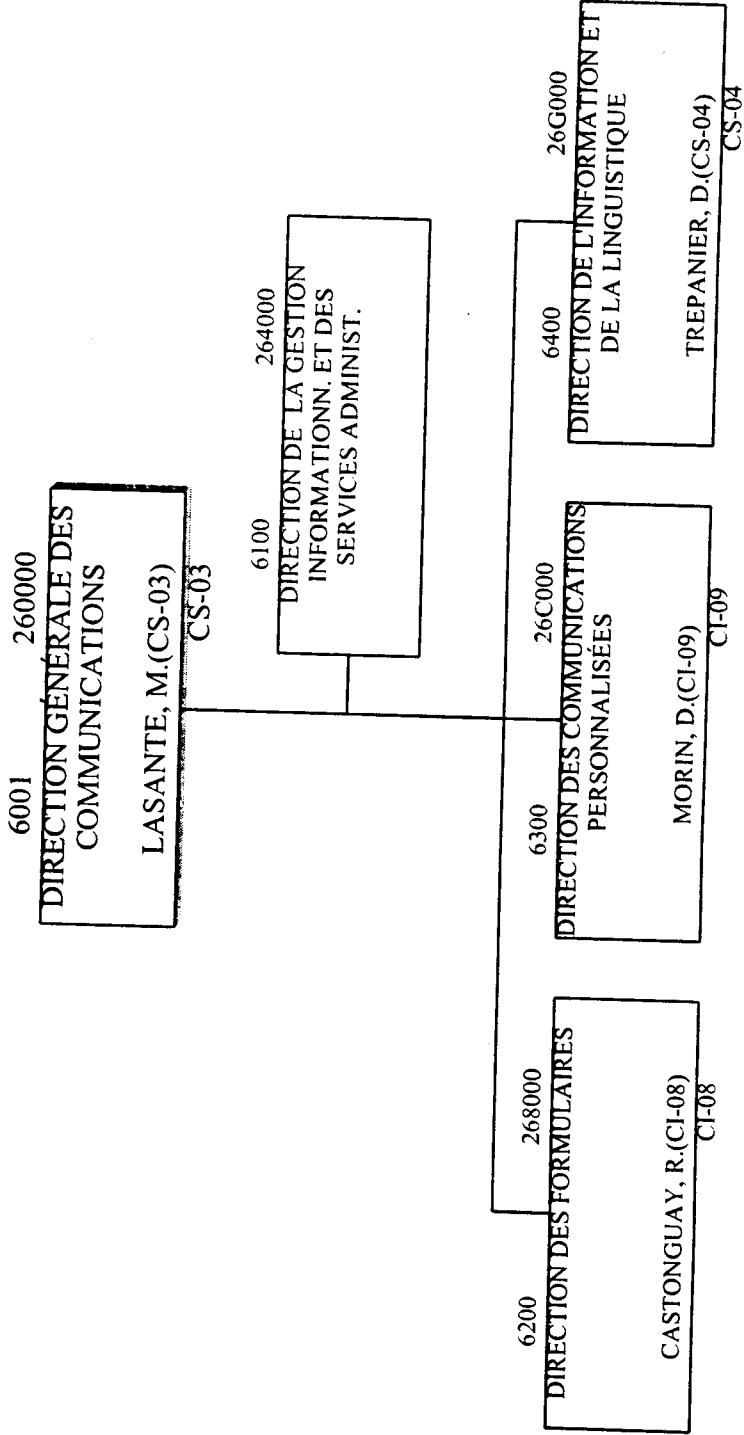 6001 260000
DIRECTION GÉNÉRALE DES
COMMUNICATIONS
LASANTE, M.(CS-03)
CS-03
6100 264000
DIRECTION DE LA GESTION
INFORMATIONN. ET DES
SERVICES ADMINIST.
6200 268000
DIRECTION DES FORMULAIRES
CASTONGUAY, R.(CI-08)
CI-08
6300 26C000
DIRECTION DES COMMUNICATIONS
PERSONNALISÉES
MORIN, D.(CI-09)
CI-09
6400 26G000
DIRECTION DE L'INFORMATION ET
DE LA LINGUISTIQUE
TREPANIER, D.(CS-04)
CS-04